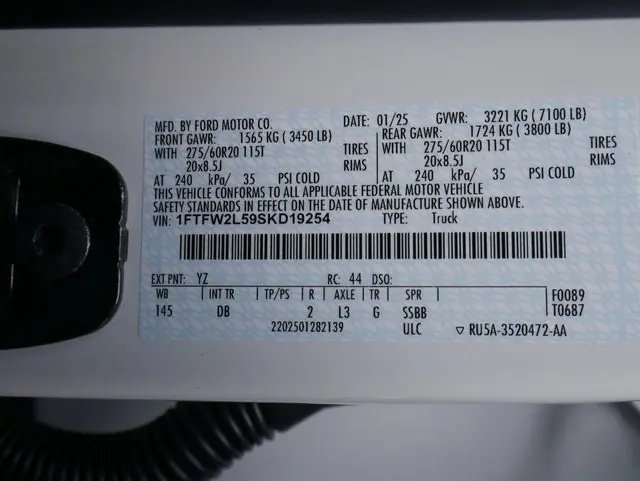 MFD. BY FORD MOTOR CO. DATE: 01/25 GVWR: 3221 KG ( 7100 LB)
FRONT GAWR: 1565 KG ( 3450 LB) REAR GAWR: 1724 KG ( 3800 LB)
WITH 275/60R20 115T TIRES WITH 275/60R20 115T TIRES
20x8.5J RIMS 20x8.5J RIMS
AT 240 kPa/ 35 PSI COLD AT 240 kPa/ 35 PSI COLD
THIS VEHICLE CONFORMS TO ALL APPLICABLE FEDERAL MOTOR VEHICLE
SAFETY STANDARDS IN EFFECT ON THE DATE OF MANUFACTURE SHOWN ABOVE.
VIN: 1FTFW2L59SKD19254 TYPE: Truck
EXT PNT: YZ RC: 44 DSO:
WB INT TR TP/PS R AXLE TR SPR F0089
145 DB 2 L3 G SSBB T0687
2202501282139 ULC ▽ RU5A-3520472-AA